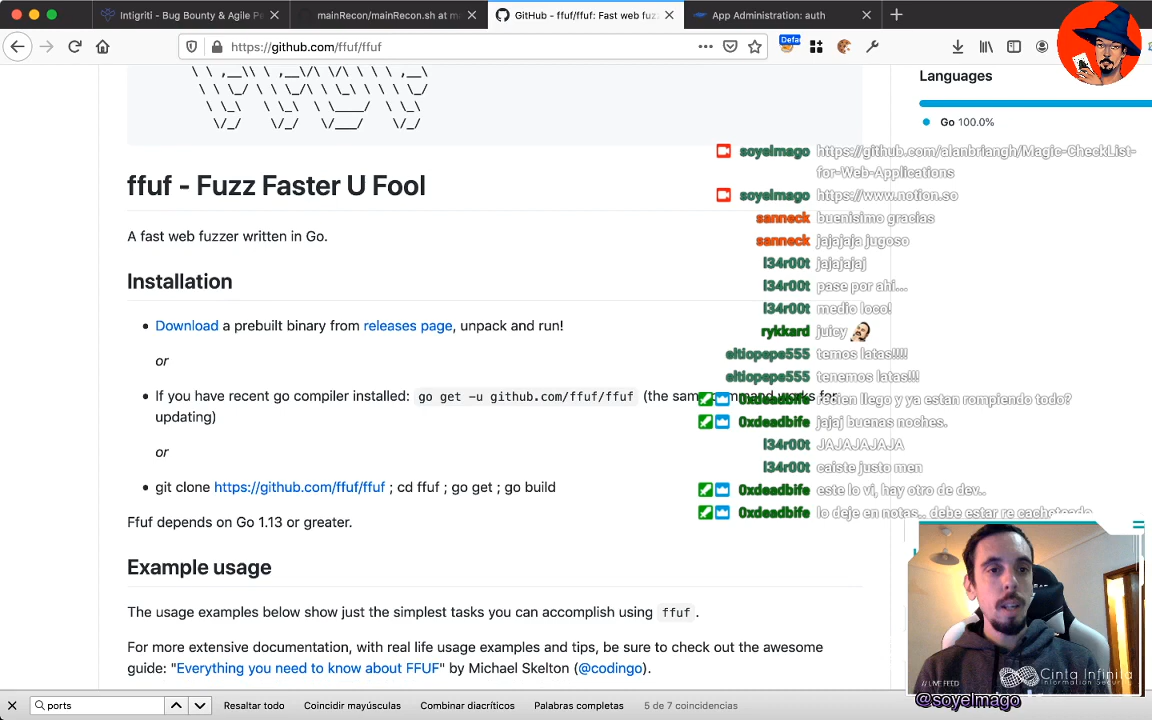 Intigriti - Bug Bounty & Agile Pe
mainRecon/mainRecon.sh at ma
GitHub - ffuf/ffuf: Fast web fuzz
App Administration: auth
https://github.com/ffuf/ffuf
Defa
Languages
Go 100.0%
ffuf - Fuzz Faster U Fool
A fast web fuzzer written in Go.
Installation
Download a prebuilt binary from releases page, unpack and run!
or
If you have recent go compiler installed: go get -u github.com/ffuf/ffuf (the same command works for
updating)
or
git clone https://github.com/ffuf/ffuf ; cd ffuf ; go get ; go build
Ffuf depends on Go 1.13 or greater.
Example usage
The usage examples below show just the simplest tasks you can accomplish using ffuf.
For more extensive documentation, with real life usage examples and tips, be sure to check out the awesome
guide: "Everything you need to know about FFUF" by Michael Skelton (@codingo).
soyelmago https://github.com/alanbriangh/Magic-CheckList-
for-Web-Applications
soyelmago https://www.notion.so
sanneck buenisimo gracias
sanneck jajajaja jugoso
l34r00t jajajajaj
l34r00t pase por ahi...
l34r00t medio loco!
rykkard juicy
eltiopepe555 temos latas!!!!
eltiopepe555 tenemos latas!!!
0xdeadbife recien llego y ya estan rompiendo todo?
0xdeadbife jajaj buenas noches.
l34r00t JAJAJAJAJA
l34r00t caiste justo men
0xdeadbife este lo vi, hay otro de dev..
0xdeadbife lo deje en notas.. debe estar re cacheteado
// LIVE FEED
Cinta Infinita
Information Security
@soyelmago
ports
Resaltar todo
Coincidir mayúsculas
Combinar diacríticos
Palabras completas
5 de 7 coincidencias